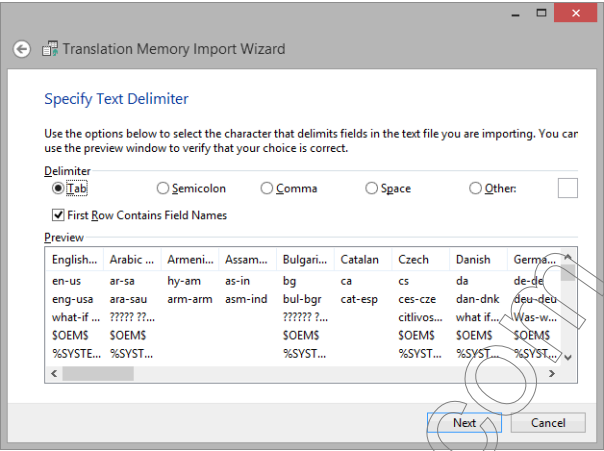 Translation Memory Import Wizard
Specify Text Delimiter
Use the options below to select the character that delimits fields in the text file you are importing. You can
use the preview window to verify that your choice is correct.
Delimiter
Tab Semicolon Comma Space Other:
First Row Contains Field Names
Preview
English... Arabic ... Armeni... Assam... Bulgari... Catalan Czech Danish Germa...
en-us ar-sa hy-am as-in bg ca cs da de-de
eng-usa ara-sau arm-arm asm-ind bul-bgr cat-esp ces-cze dan-dnk deu-deu
what-if ... ????? ??... ?????? ?... citlivos... what if... Was-w...
$OEM$ $OEM$ $OEM$ $OEM$ $OEM$ $OEM$
%SYSTE... %SYST... %SYST... %SYST... %SYST... %SYST...
Next Cancel
com